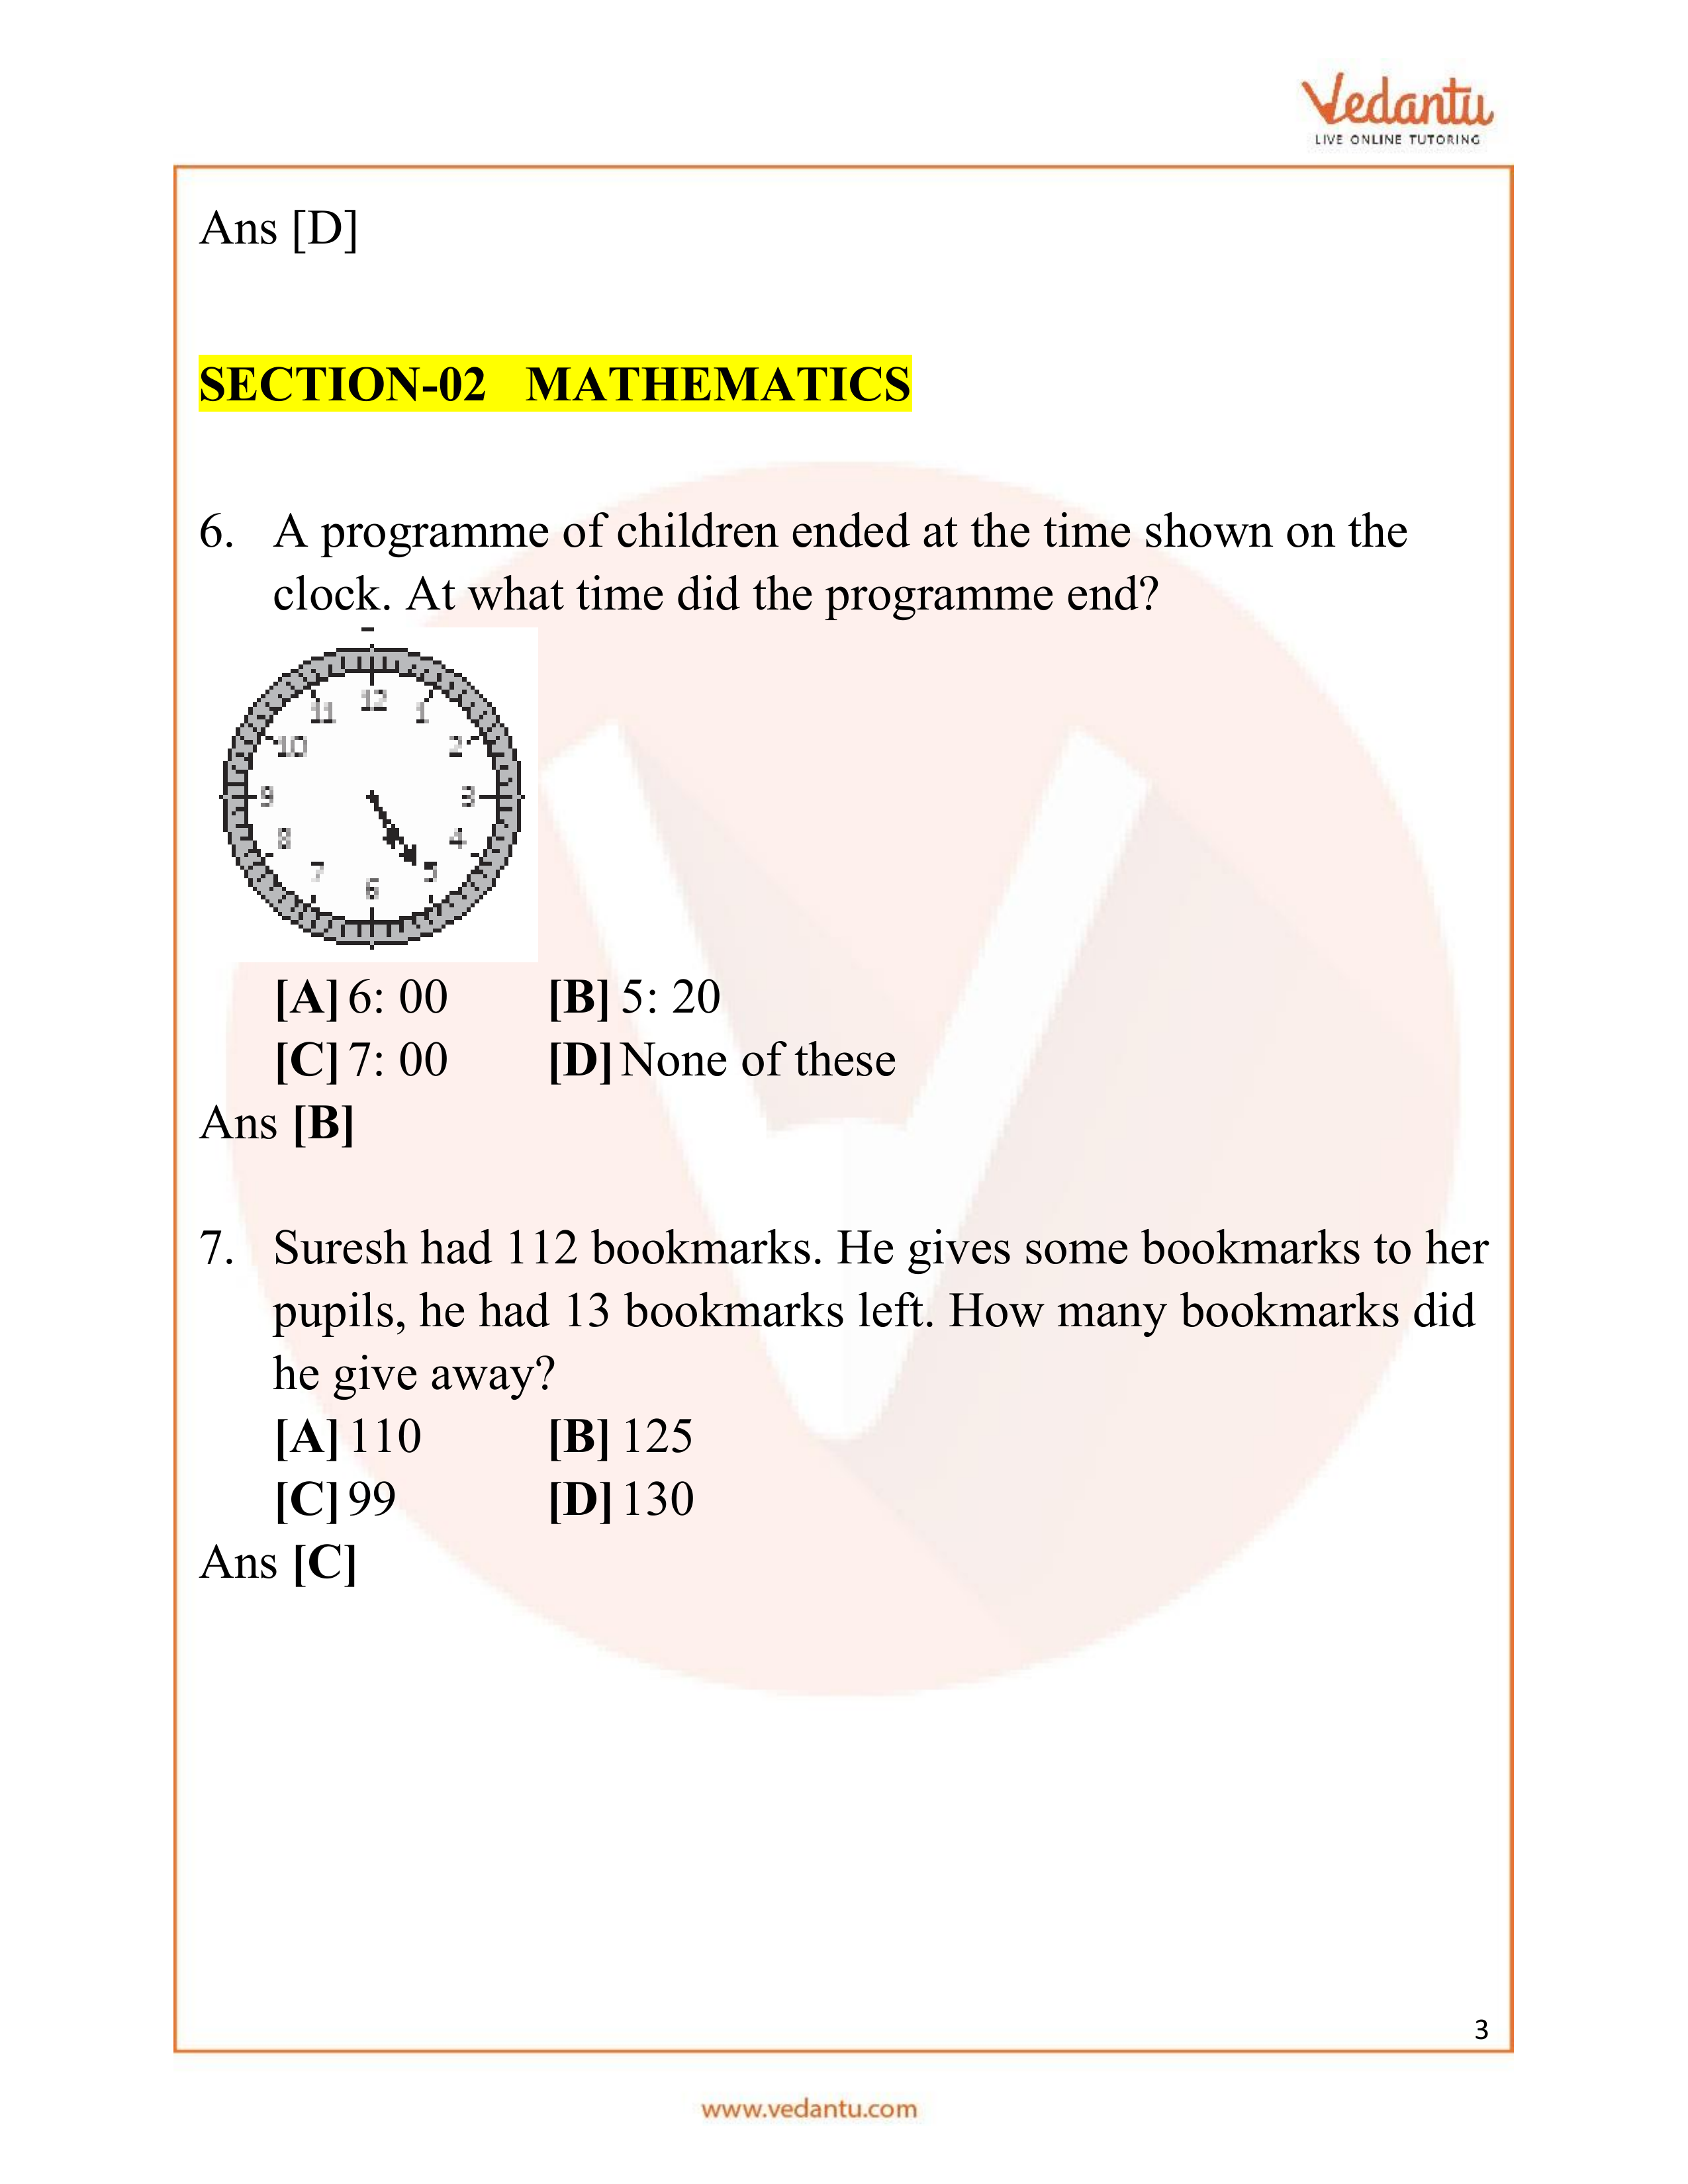 Vedantu
LIVE ONLINE TUTORING
Ans [D]
SECTION-02 MATHEMATICS
6. A programme of children ended at the time shown on the
clock. At what time did the programme end?
12
11 1
10 2
9 3
8 4
7 5
6
[A] 6: 00 [B] 5: 20
[C] 7: 00 [D] None of these
Ans [B]
7. Suresh had 112 bookmarks. He gives some bookmarks to her
pupils, he had 13 bookmarks left. How many bookmarks did
he give away?
[A] 110 [B] 125
[C] 99 [D] 130
Ans [C]
3
www.vedantu.com